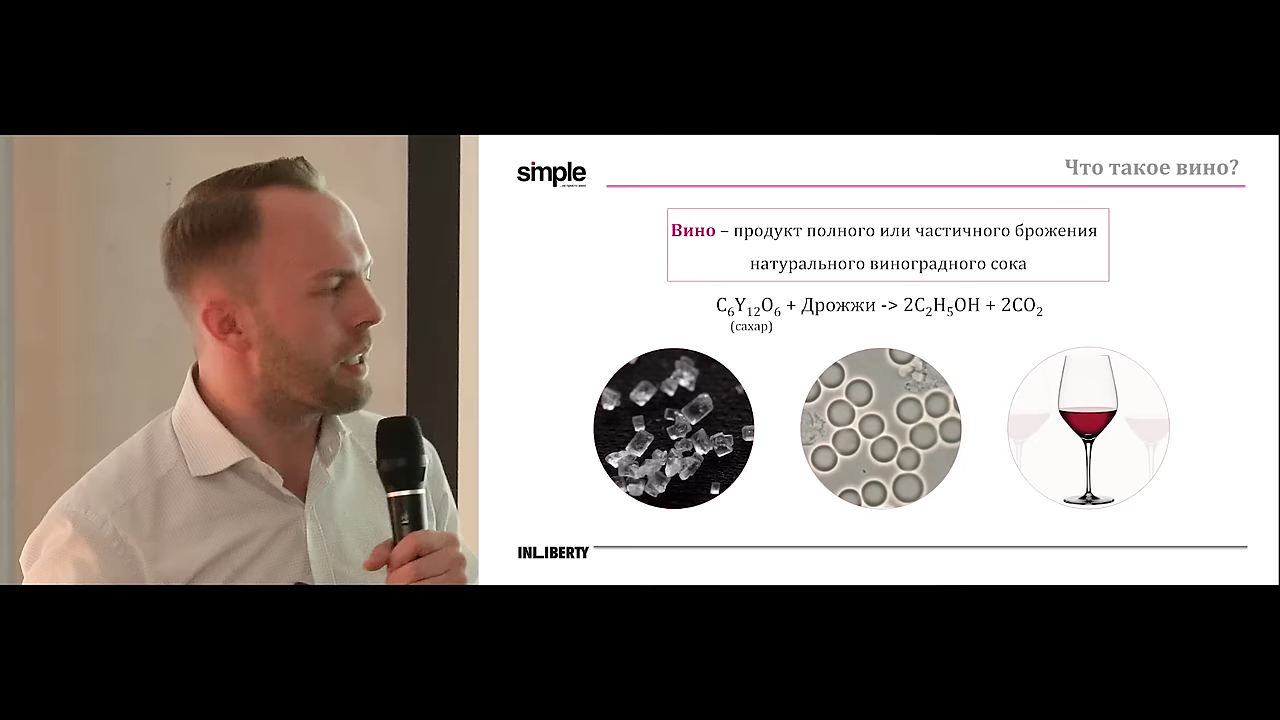 simple
Что такое вино?
Вино – продукт полного или частичного брожения
натурального виноградного сока
C₆Y₁₂O₆ + Дрожжи -> 2C₂H₅OH + 2CO₂
(сахар)
INLIBERTY